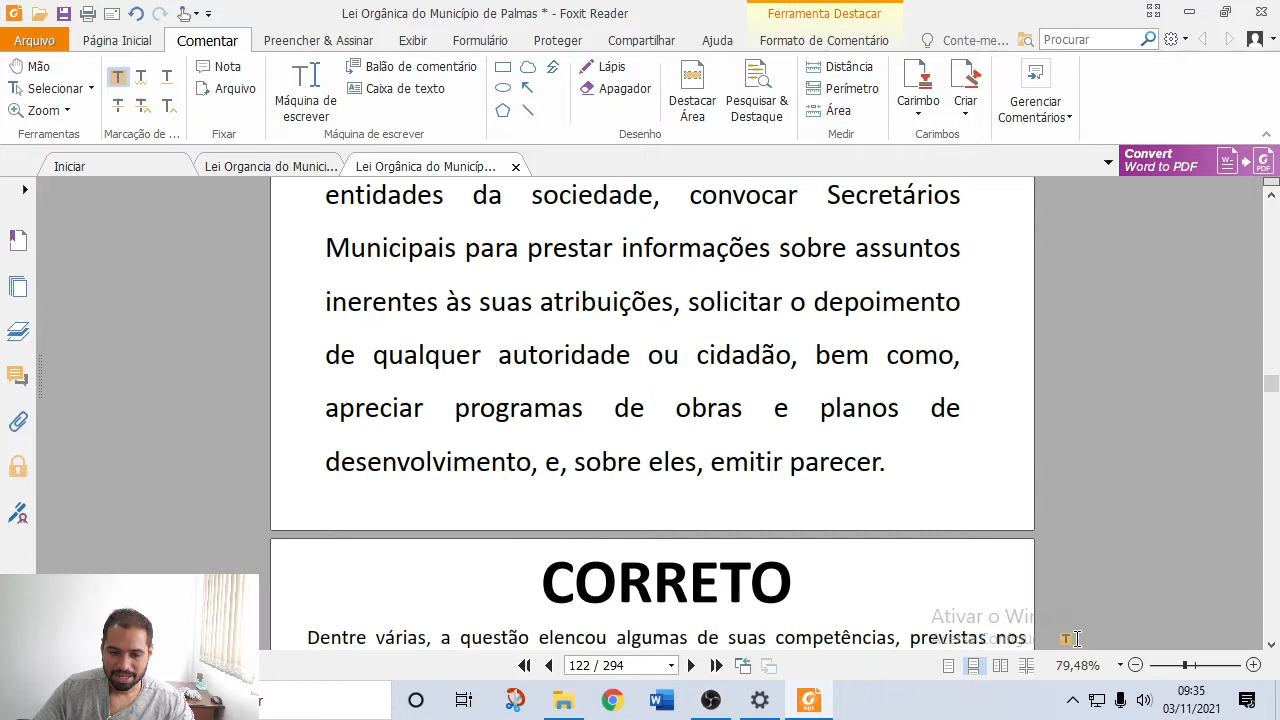 Lei Orgânica do Município de Palmas * - Foxit Reader
Ferramenta Destacar
Arquivo
Página Inicial
Comentar
Preencher & Assinar
Exibir
Formulário
Proteger
Compartilhar
Formato de Comentário
Conte-me...
Procurar
Mão
Selecionar
Zoom
Ferramentas
Marcação de ...
Nota
Arquivo
Fixar
Máquina de
escrever
Balão de comentário
Caixa de texto
Máquina de escrever
Lápis
Apagador
Destacar
Área
Pesquisar &
Destaque
Desenho
Distância
Perímetro
Área
Medir
Carimbo
Criar
Carimbos
Gerenciar
Comentários
Iniciar
Lei Organcia do Munici...
Lei Orgânica do Municíp...
Convert
Word to PDF
entidades da sociedade, convocar Secretários
Municipais para prestar informações sobre assuntos
inerentes às suas atribuições, solicitar o depoimento
de qualquer autoridade ou cidadão, bem como,
apreciar programas de obras e planos de
desenvolvimento, e, sobre eles, emitir parecer.
CORRETO
Ativar o Win
Dentre várias, a questão elencou algumas de suas competências, previstas nos
122 / 294
79,48%
09:35
03/11/2021